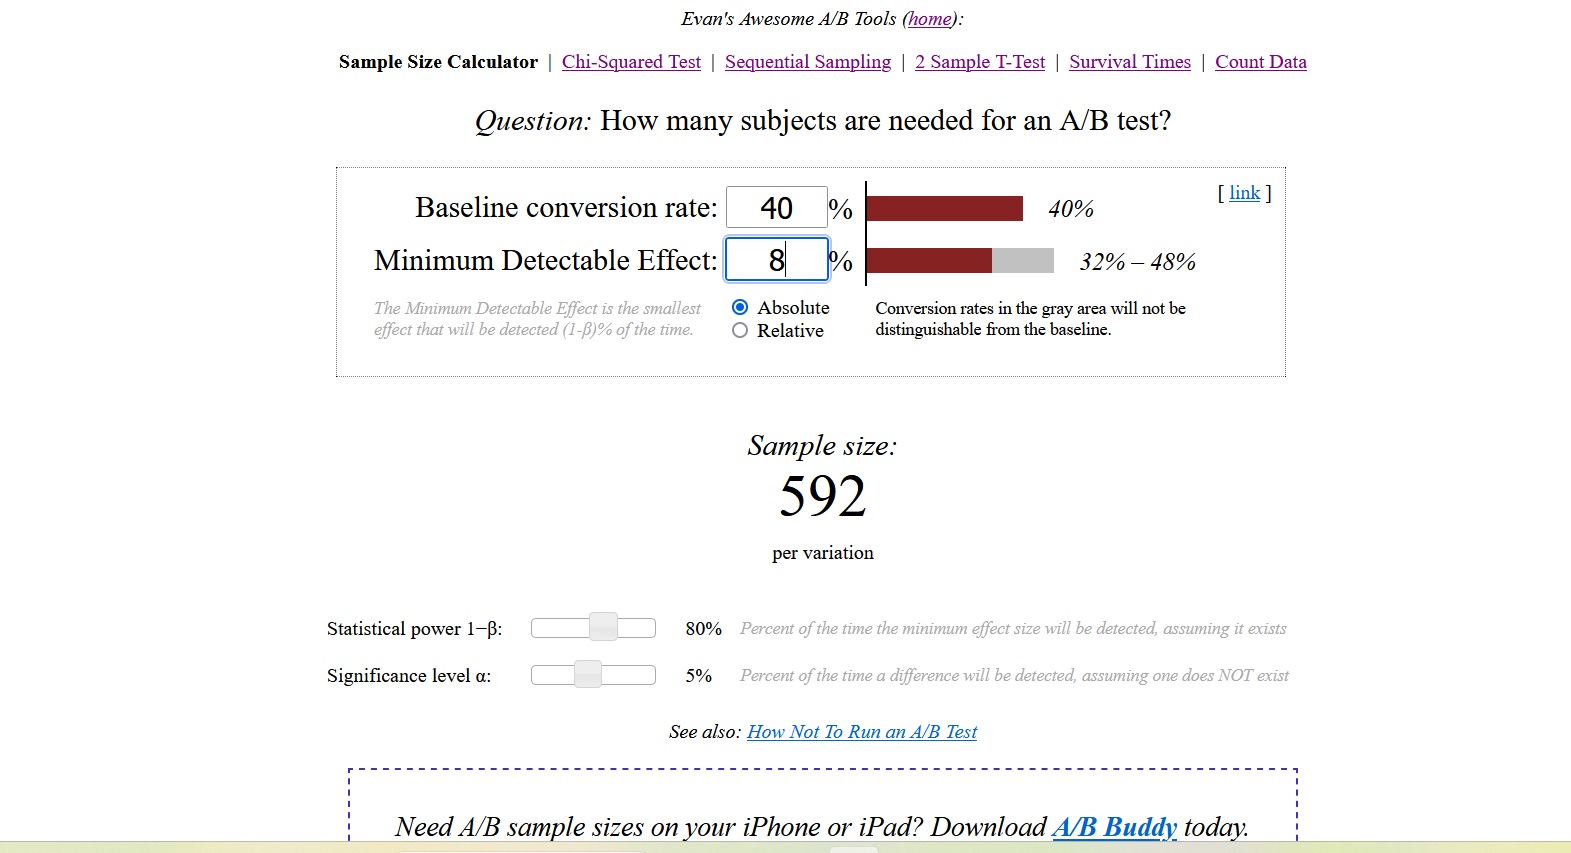 Evan's Awesome A/B Tools (home):
Sample Size Calculator | Chi-Squared Test | Sequential Sampling | 2 Sample T-Test | Survival Times | Count Data
Question: How many subjects are needed for an A/B test?
[ link ]
Baseline conversion rate: 40 % 40%
Minimum Detectable Effect: 8 % 32% – 48%
The Minimum Detectable Effect is the smallest
effect that will be detected (1-β)% of the time.
Absolute
Relative
Conversion rates in the gray area will not be
distinguishable from the baseline.
Sample size:
592
per variation
Statistical power 1−β: 80% Percent of the time the minimum effect size will be detected, assuming it exists
Significance level α: 5% Percent of the time a difference will be detected, assuming one does NOT exist
See also: How Not To Run an A/B Test
Need A/B sample sizes on your iPhone or iPad? Download A/B Buddy today.